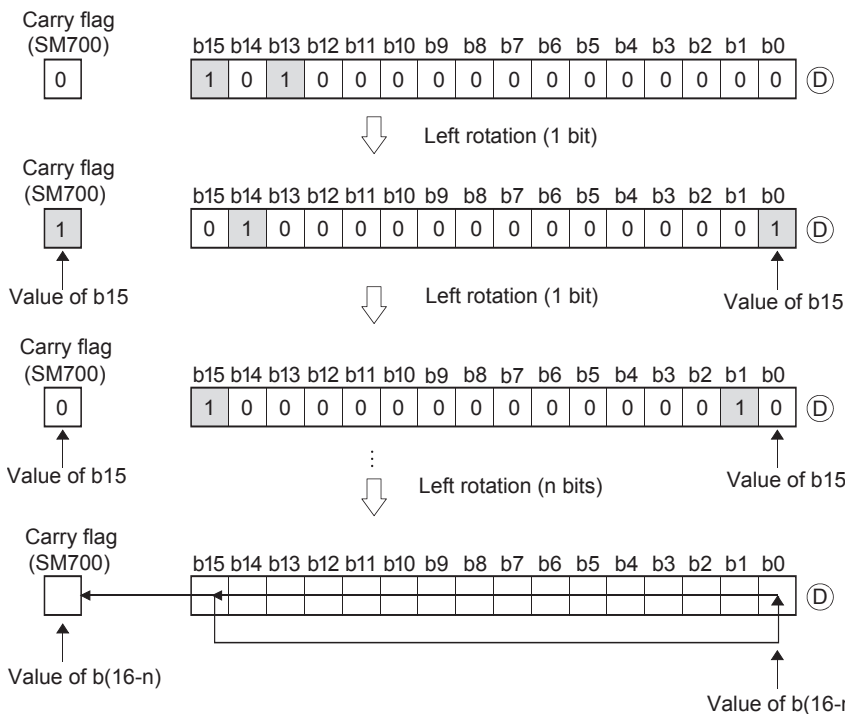 Carry flag
(SM700)
b15 b14 b13 b12 b11 b10 b9 b8 b7 b6 b5 b4 b3 b2 b1 b0
0 1 0 1 0 0 0 0 0 0 0 0 0 0 0 0 0 D
Left rotation (1 bit)
Carry flag
(SM700)
b15 b14 b13 b12 b11 b10 b9 b8 b7 b6 b5 b4 b3 b2 b1 b0
1 0 1 0 0 0 0 0 0 0 0 0 0 0 0 0 1 D
Value of b15 Left rotation (1 bit) Value of b15
Carry flag
(SM700)
b15 b14 b13 b12 b11 b10 b9 b8 b7 b6 b5 b4 b3 b2 b1 b0
0 1 0 0 0 0 0 0 0 0 0 0 0 0 0 1 0 D
Value of b15 Value of b15
⋮
Left rotation (n bits)
Carry flag
(SM700)
b15 b14 b13 b12 b11 b10 b9 b8 b7 b6 b5 b4 b3 b2 b1 b0
D
Value of b(16-n)
Value of